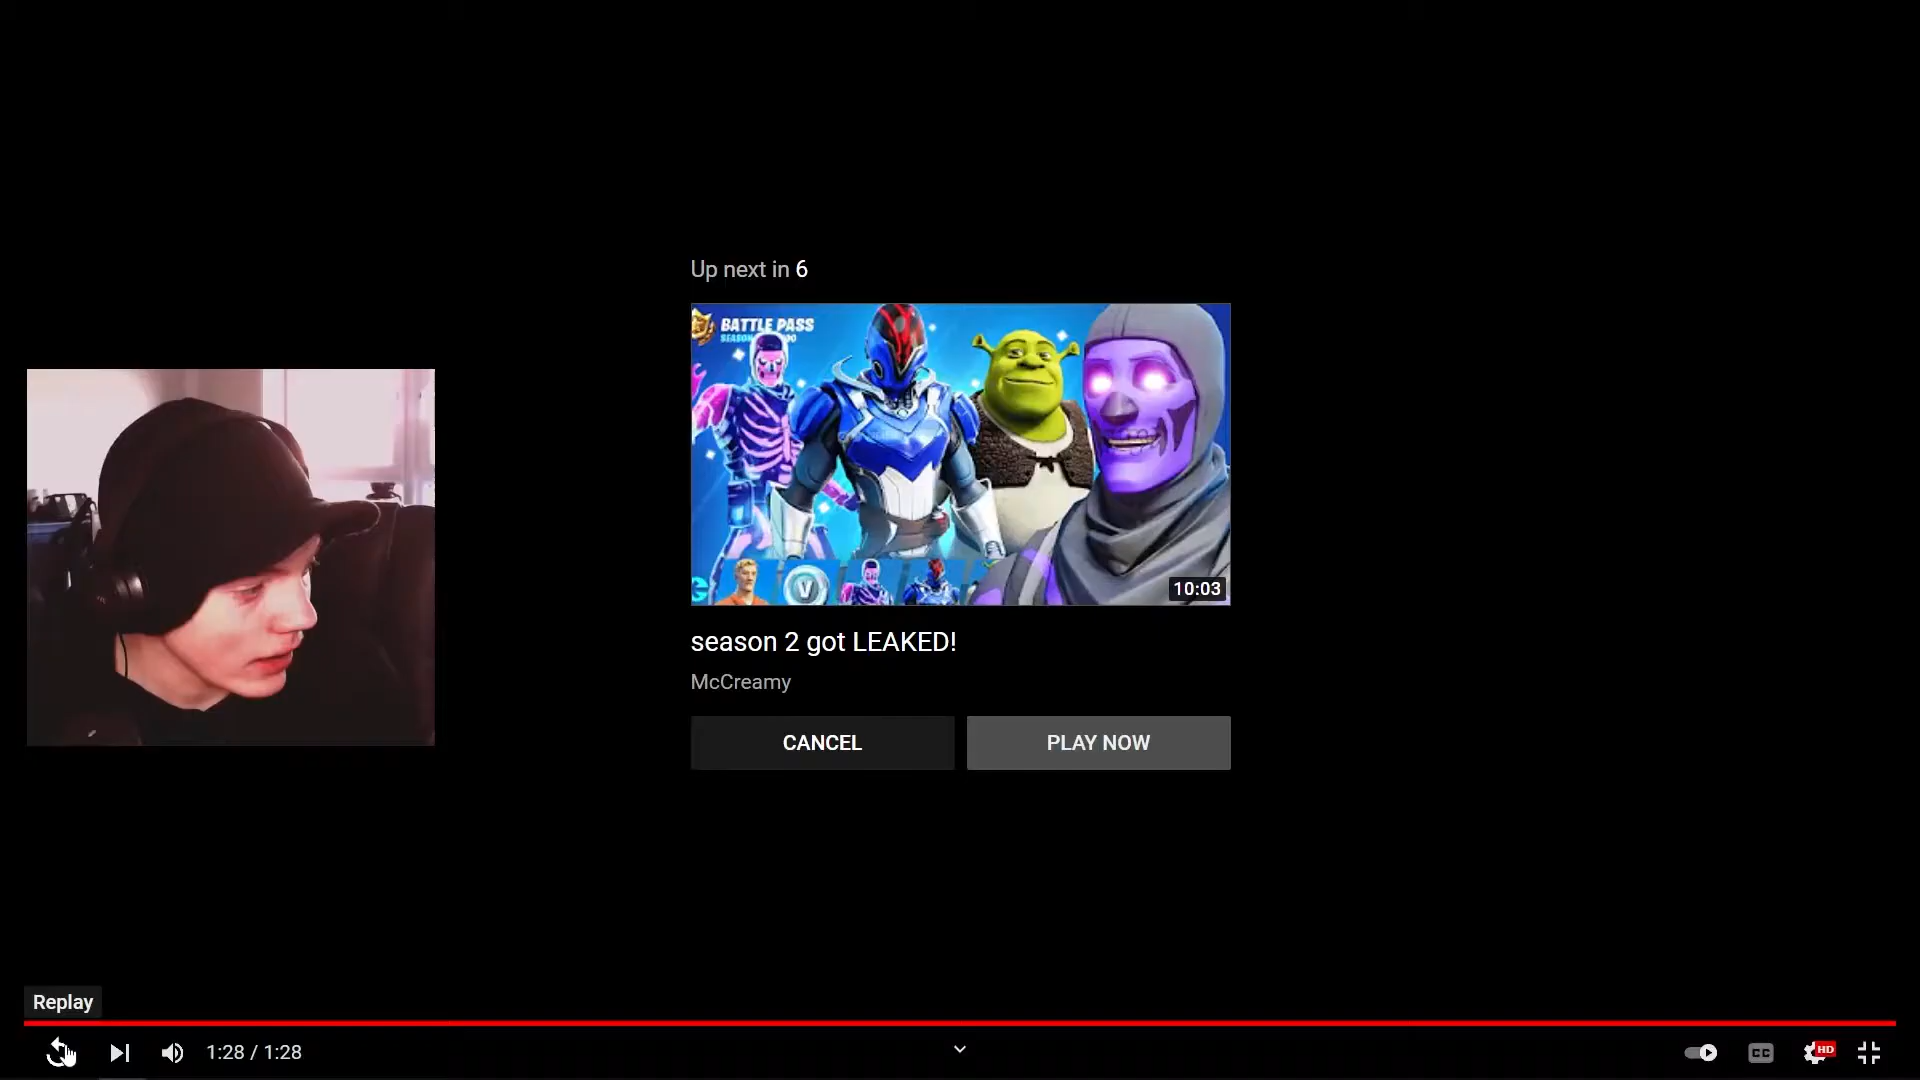 Up next in 6
BATTLE PASS
10:03
season 2 got LEAKED!
McCreamy
CANCEL
PLAY NOW
Replay
1:28 / 1:28
CC
HD